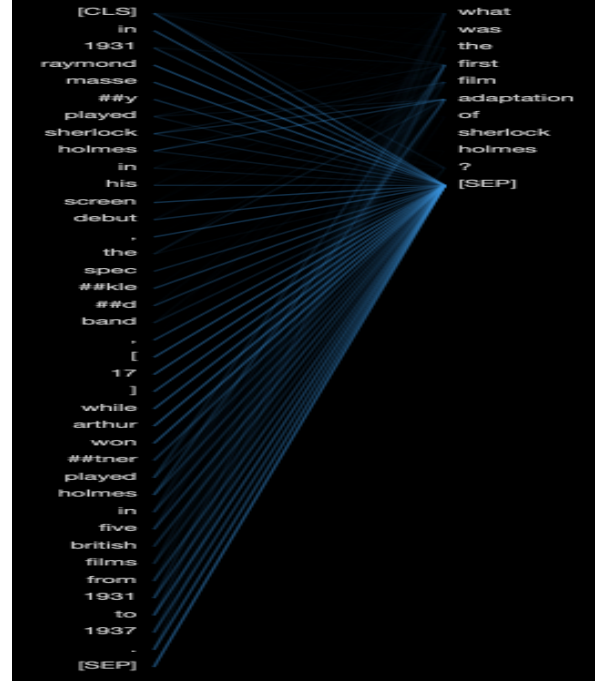 [CLS]
in
1931
raymond
masse
##y
played
sherlock
holmes
in
his
screen
debut
,
the
spec
##kle
##d
band
,
[
17
]
while
arthur
won
##tner
played
holmes
in
five
british
films
from
1931
to
1937
.
[SEP]
what
was
the
first
film
adaptation
of
sherlock
holmes
?
[SEP]